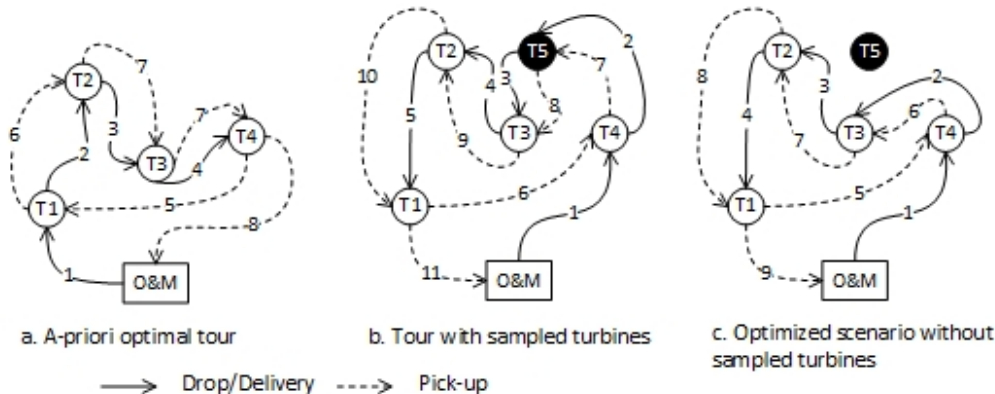 7
T2
6
3
7
T4
T3
4
2
T1
5
8
1
O&M
10
T2
T5
2
3
4
7
8
5
9
T3
T4
6
T1
1
11
O&M
8
T2
T5
3
2
6
4
7
T3
T4
5
T1
1
9
O&M
a. A-priori optimal tour
b. Tour with sampled turbines
c. Optimized scenario without
sampled turbines
Drop/Delivery
Pick-up